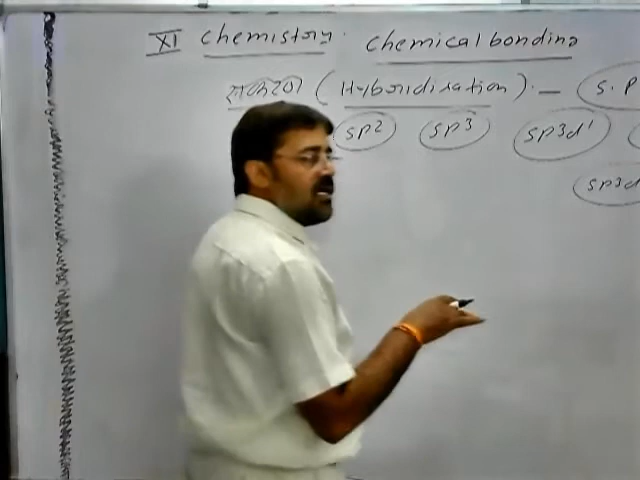 XI Chemistry. Chemical bonding
संकरण (Hybridization). — S.P
SP2 SP3 SP3d1
SP3d